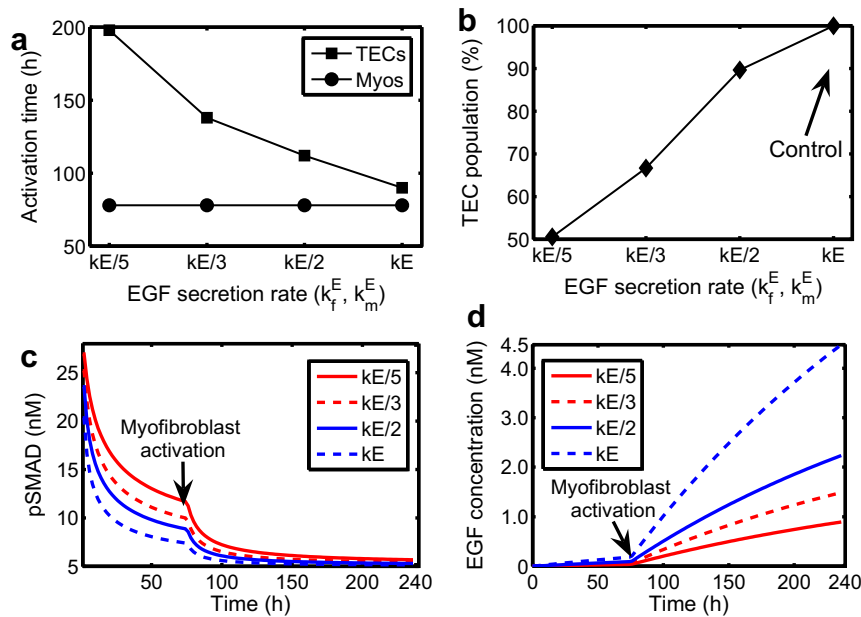 a
200
150
100
50
Activation time (h)
TECs
Myos
kE/5 kE/3 kE/2 kE
EGF secretion rate (k_f^E, k_m^E)
b
100
90
80
70
60
50
TEC population (%)
Control
kE/5 kE/3 kE/2 kE
EGF secretion rate (k_f^E, k_m^E)
c
25
20
15
10
5
pSMAD (nM)
kE/5
kE/3
kE/2
kE
Myofibroblast
activation
50 100 150 200 240
Time (h)
d
4.5
4.0
3.0
2.0
1.0
0
EGF concentration (nM)
kE/5
kE/3
kE/2
kE
Myofibroblast
activation
0 50 100 150 200 240
Time (h)